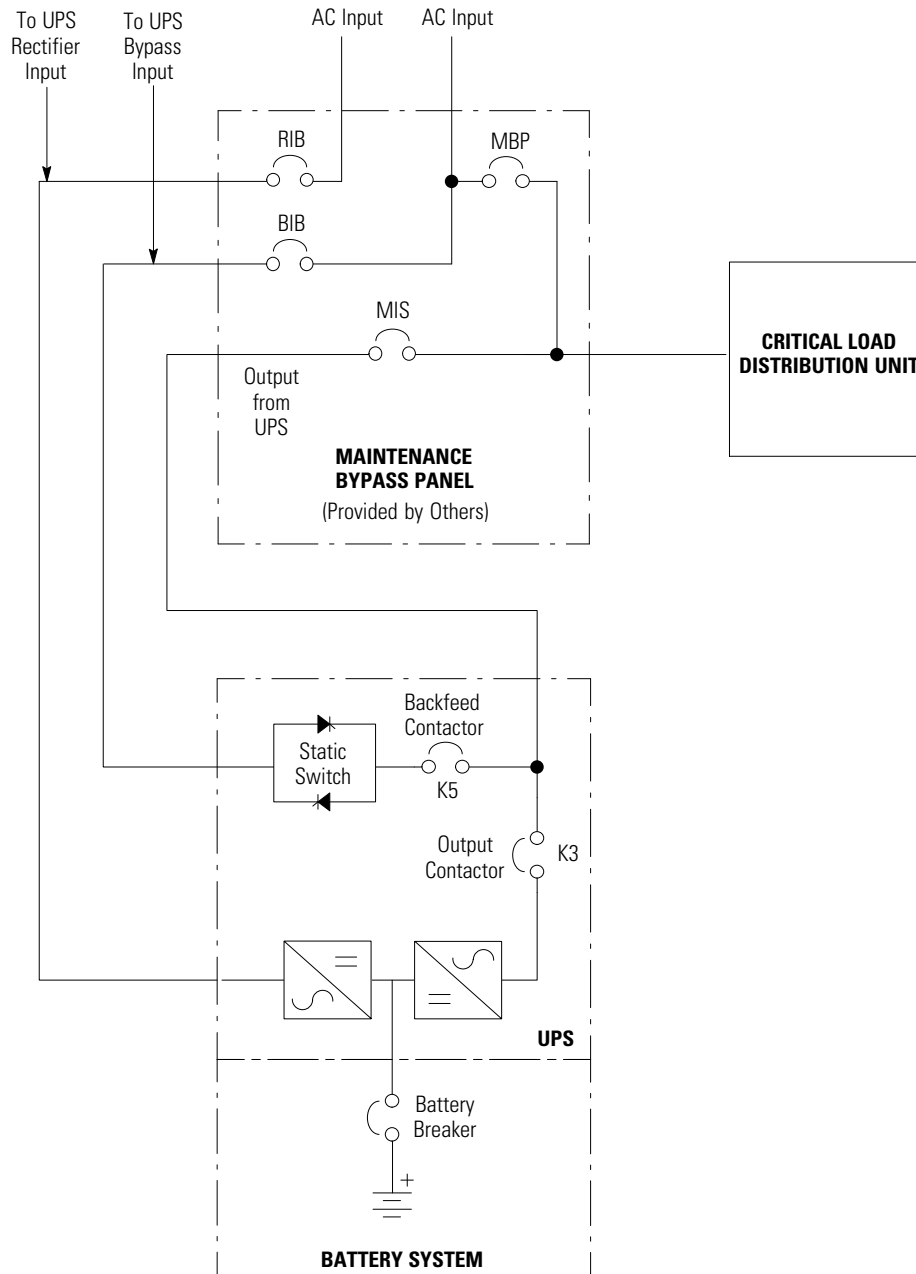 To UPS
Rectifier
Input
To UPS
Bypass
Input
AC Input
AC Input
RIB
MBP
BIB
MIS
Output
from
UPS
CRITICAL LOAD
DISTRIBUTION UNIT
MAINTENANCE
BYPASS PANEL
(Provided by Others)
Backfeed
Contactor
Static
Switch
K5
Output
Contactor
K3
UPS
Battery
Breaker
+
BATTERY SYSTEM